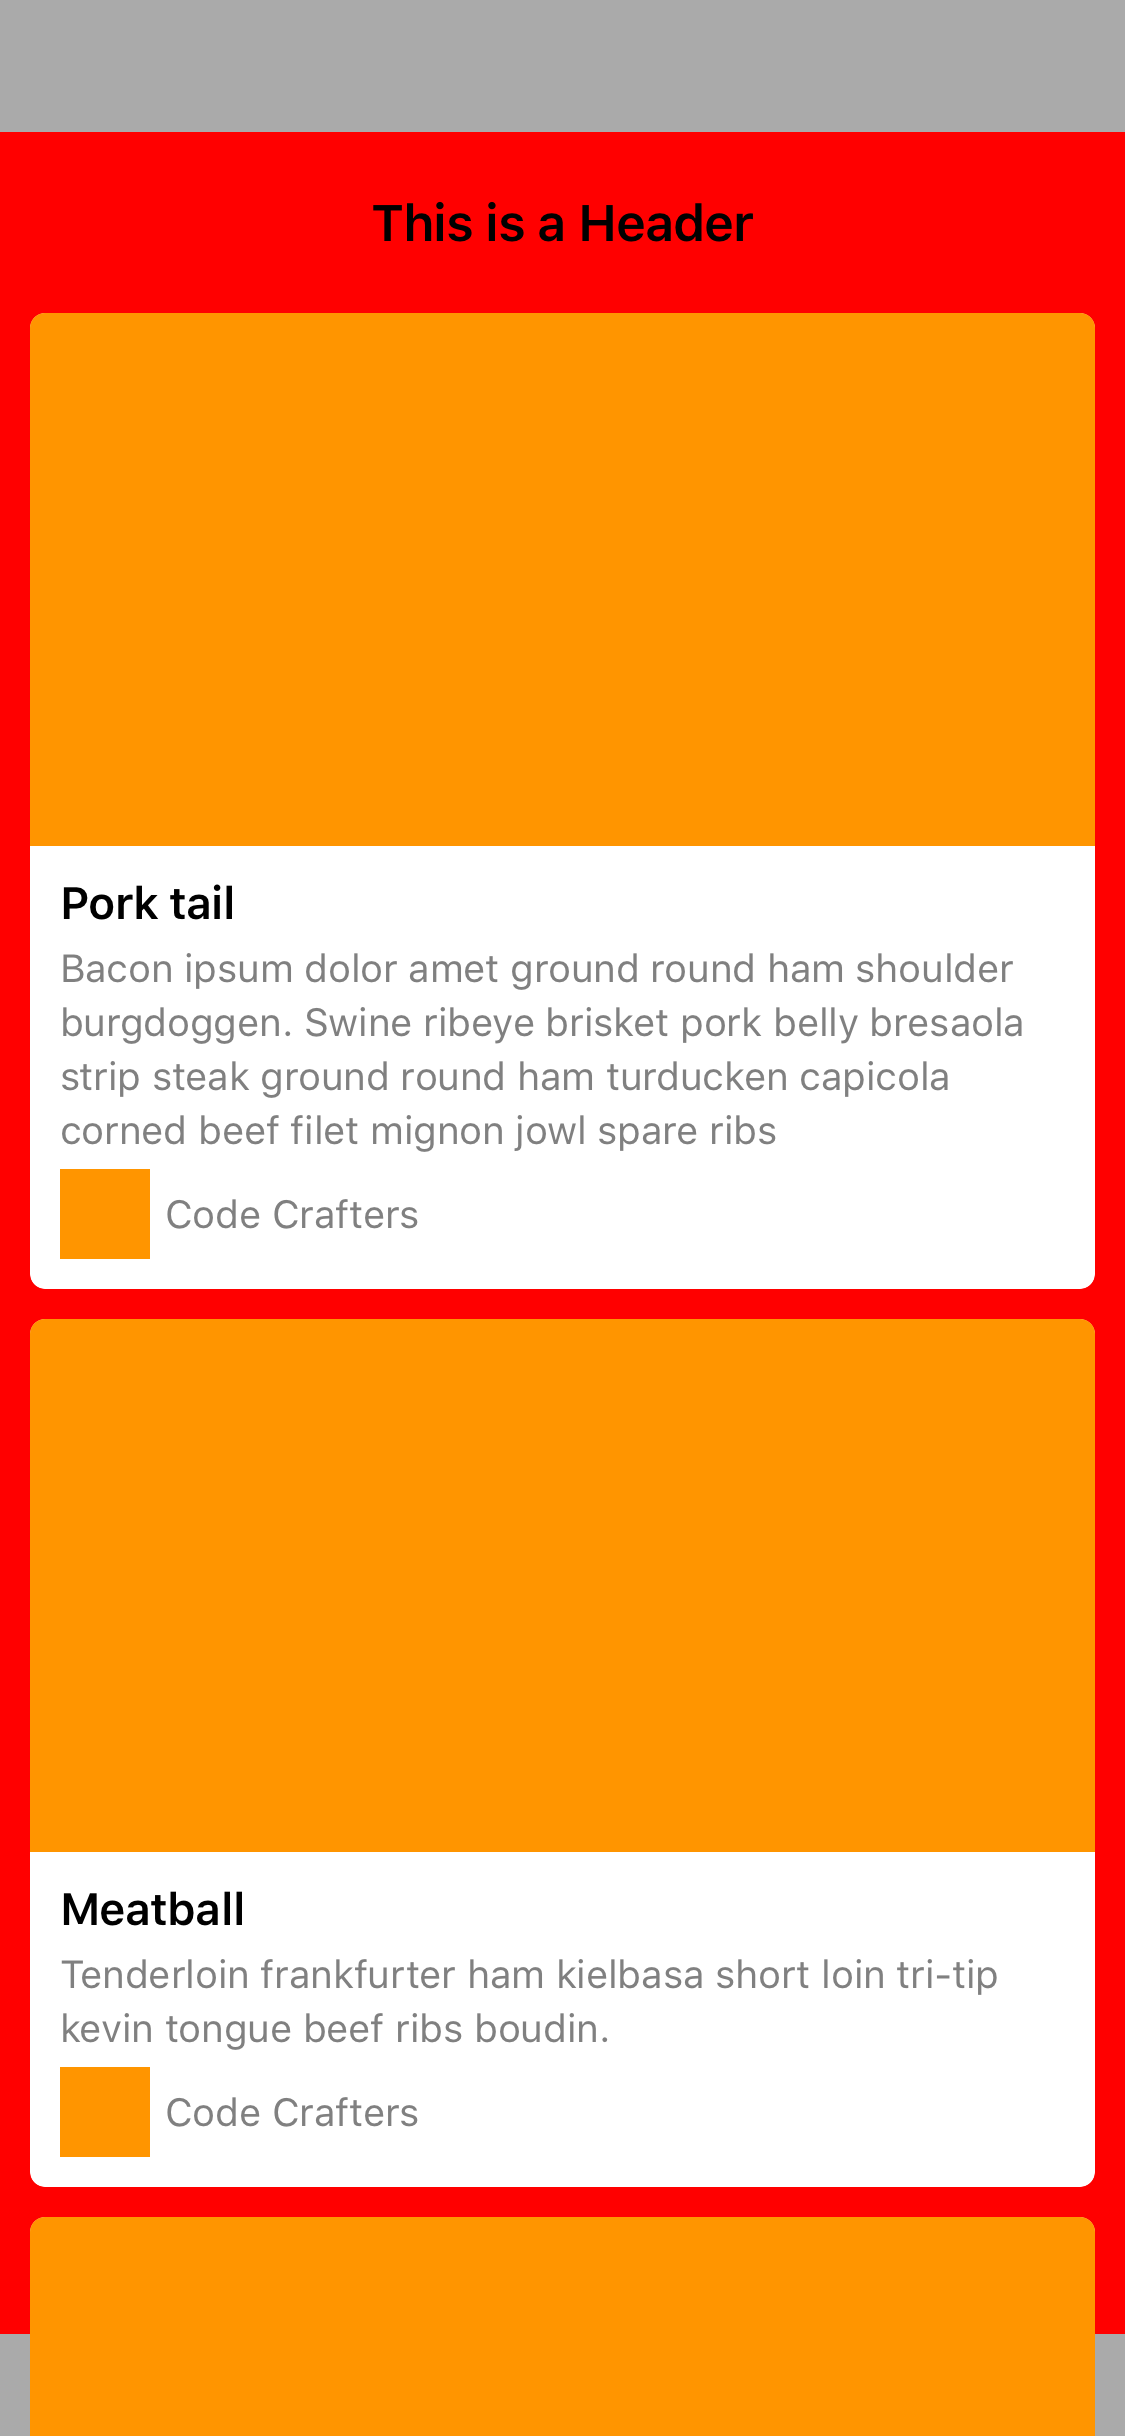 This is a Header
Pork tail
Bacon ipsum dolor amet ground round ham shoulder
burgdoggen. Swine ribeye brisket pork belly bresaola
strip steak ground round ham turducken capicola
corned beef filet mignon jowl spare ribs
Code Crafters
Meatball
Tenderloin frankfurter ham kielbasa short loin tri-tip
kevin tongue beef ribs boudin.
Code Crafters